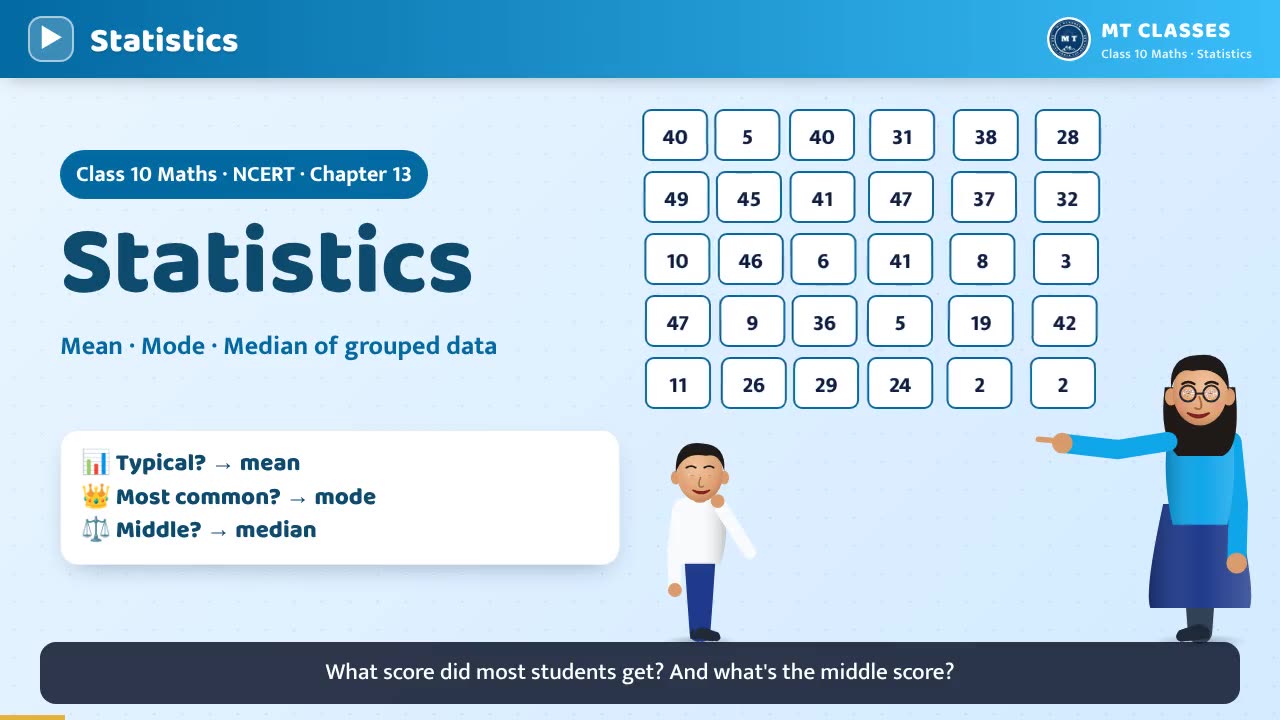 Statistics
MT CLASSES
Class 10 Maths · Statistics
Class 10 Maths · NCERT · Chapter 13
Statistics
Mean · Mode · Median of grouped data
📊 Typical? → mean
👑 Most common? → mode
⚖️ Middle? → median
40 5 40 31 38 28
49 45 41 47 37 32
10 46 6 41 8 3
47 9 36 5 19 42
11 26 29 24 2 2
What score did most students get? And what's the middle score?